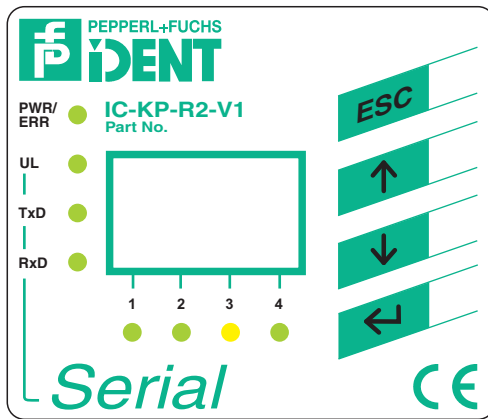 PEPPERL+FUCHS
iDENT
PWR/
ERR
IC-KP-R2-V1
Part No.
ESC
UL
TxD
RxD
1 2 3 4
Serial
CE